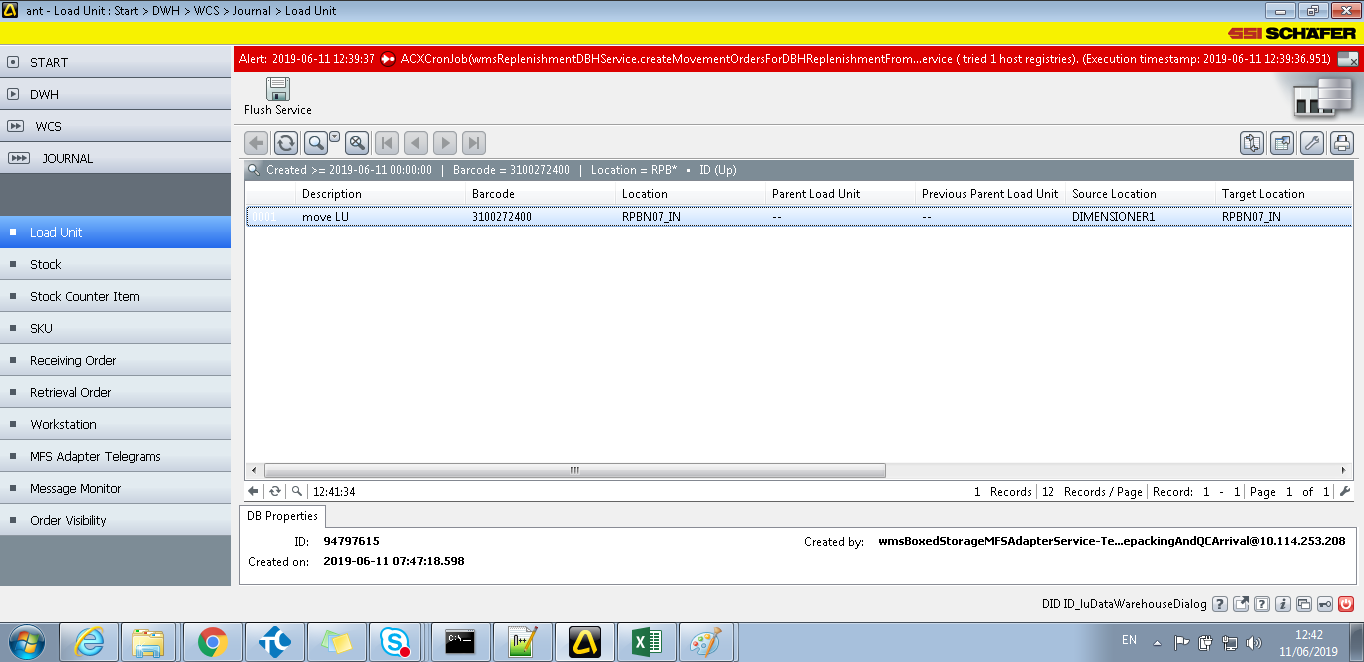 ant - Load Unit : Start > DWH > WCS > Journal > Load Unit
SSI SCHÄFER
START
DWH
WCS
JOURNAL
Load Unit
Stock
Stock Counter Item
SKU
Receiving Order
Retrieval Order
Workstation
MFS Adapter Telegrams
Message Monitor
Order Visibility
Alert: 2019-06-11 12:39:37 ACXCronJob(wmsReplenishmentDBHService.createMovementOrdersForDBHReplenishmentFrom...ervice ( tried 1 host registries). (Execution timestamp: 2019-06-11 12:39:36.951)
Flush Service
Created >= 2019-06-11 00:00:00 | Barcode = 3100272400 | Location = RPB* • ID (Up)
Description Barcode Location Parent Load Unit Previous Parent Load Unit Source Location Target Location
0001 move LU 3100272400 RPBN07_IN -- -- DIMENSIONER1 RPBN07_IN
12:41:34 1 Records 12 Records / Page Record: 1 - 1 Page 1 of 1
DB Properties
ID: 94797615 Created by: wmsBoxedStorageMFSAdapterService-Te...epackingAndQCArrival@10.114.253.208
Created on: 2019-06-11 07:47:18.598
DID ID_luDataWarehouseDialog
EN 12:42
11/06/2019